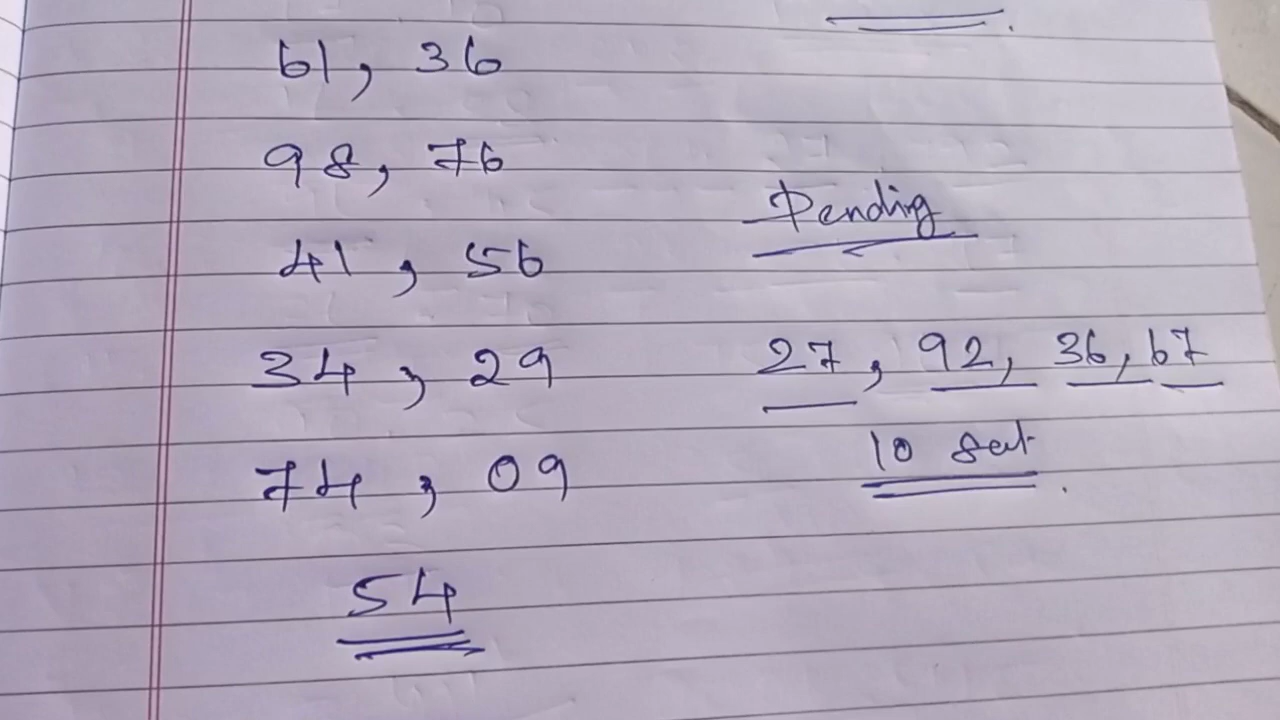 61, 36
98, 76
41, 56
34, 29
74, 09
54
Pending
27, 92, 36, 67
10 set.